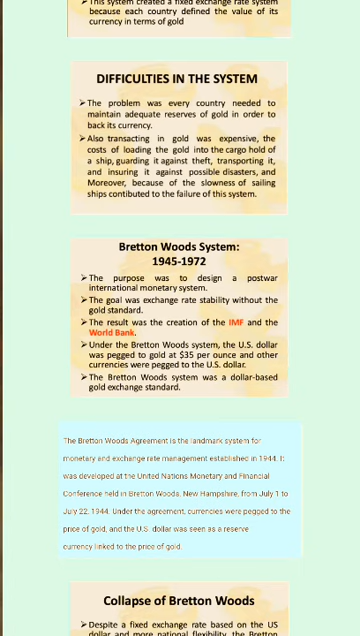 This system created a fixed exchange rate system
because each country defined the value of its
currency in terms of gold
DIFFICULTIES IN THE SYSTEM
➢The problem was every country needed to
maintain adequate reserves of gold in order to
back its currency.
➢Also transacting in gold was expensive, the
costs of loading the gold into the cargo hold of
a ship, guarding it against theft, transporting it,
and insuring it against possible disasters, and
Moreover, because of the slowness of sailing
ships contibuted to the failure of this system.
Bretton Woods System:
1945-1972
➢The purpose was to design a postwar
international monetary system.
➢The goal was exchange rate stability without the
gold standard.
➢The result was the creation of the IMF and the
World Bank.
➢Under the Bretton Woods system, the U.S. dollar
was pegged to gold at $35 per ounce and other
currencies were pegged to the U.S. dollar.
➢The Bretton Woods system was a dollar-based
gold exchange standard.
The Bretton Woods Agreement is the landmark system for
monetary and exchange rate management established in 1944. It
was developed at the United Nations Monetary and Financial
Conference held in Bretton Woods, New Hampshire, from July 1 to
July 22, 1944. Under the agreement, currencies were pegged to the
price of gold, and the U.S. dollar was seen as a reserve
currency linked to the price of gold.
Collapse of Bretton Woods
➢Despite a fixed exchange rate based on the US
dollar and more national flexibility, the Bretton